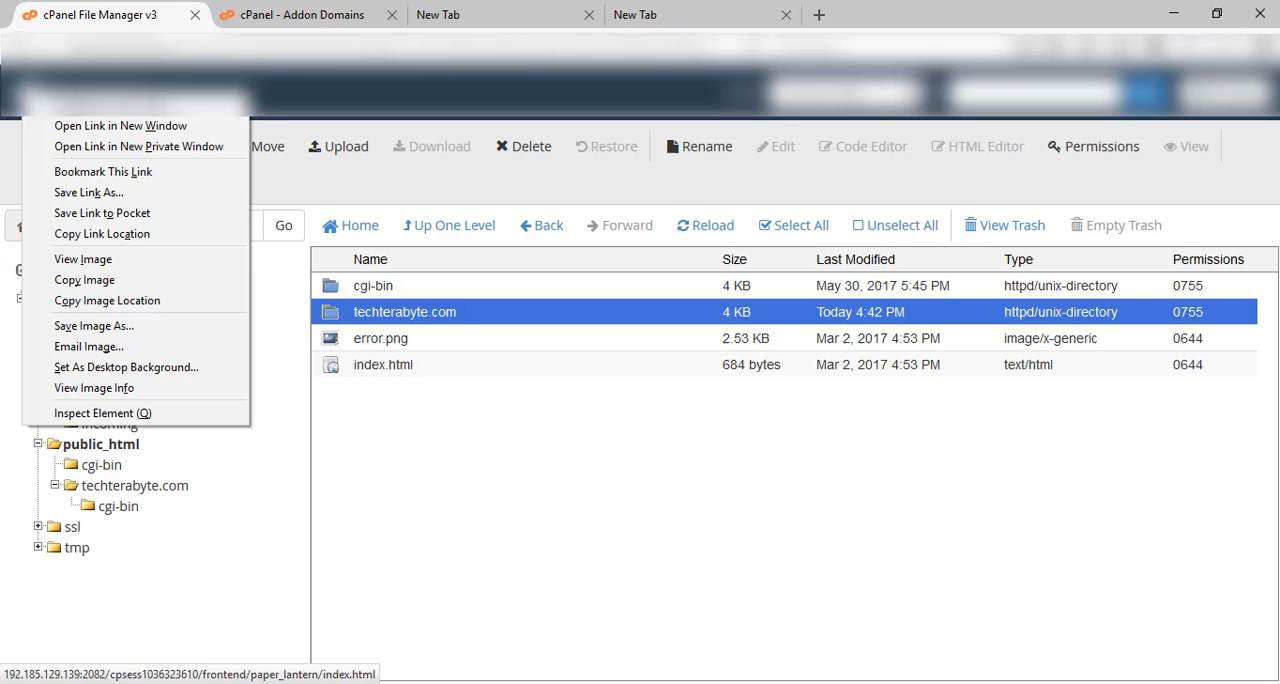 cPanel File Manager v3
cPanel - Addon Domains
New Tab
New Tab
Open Link in New Window
Open Link in New Private Window
Bookmark This Link
Save Link As...
Save Link to Pocket
Copy Link Location
View Image
Copy Image
Copy Image Location
Save Image As...
Email Image...
Set As Desktop Background...
View Image Info
Inspect Element (Q)
Move Upload Download Delete Restore Rename Edit Code Editor HTML Editor Permissions View
Go Home Up One Level Back Forward Reload Select All Unselect All View Trash Empty Trash
Name Size Last Modified Type Permissions
cgi-bin 4 KB May 30, 2017 5:45 PM httpd/unix-directory 0755
techterabyte.com 4 KB Today 4:42 PM httpd/unix-directory 0755
error.png 2.53 KB Mar 2, 2017 4:53 PM image/x-generic 0644
index.html 684 bytes Mar 2, 2017 4:53 PM text/html 0644
incoming
public_html
cgi-bin
techterabyte.com
cgi-bin
ssl
tmp
192.185.129.139:2082/cpsess1036323610/frontend/paper_lantern/index.html